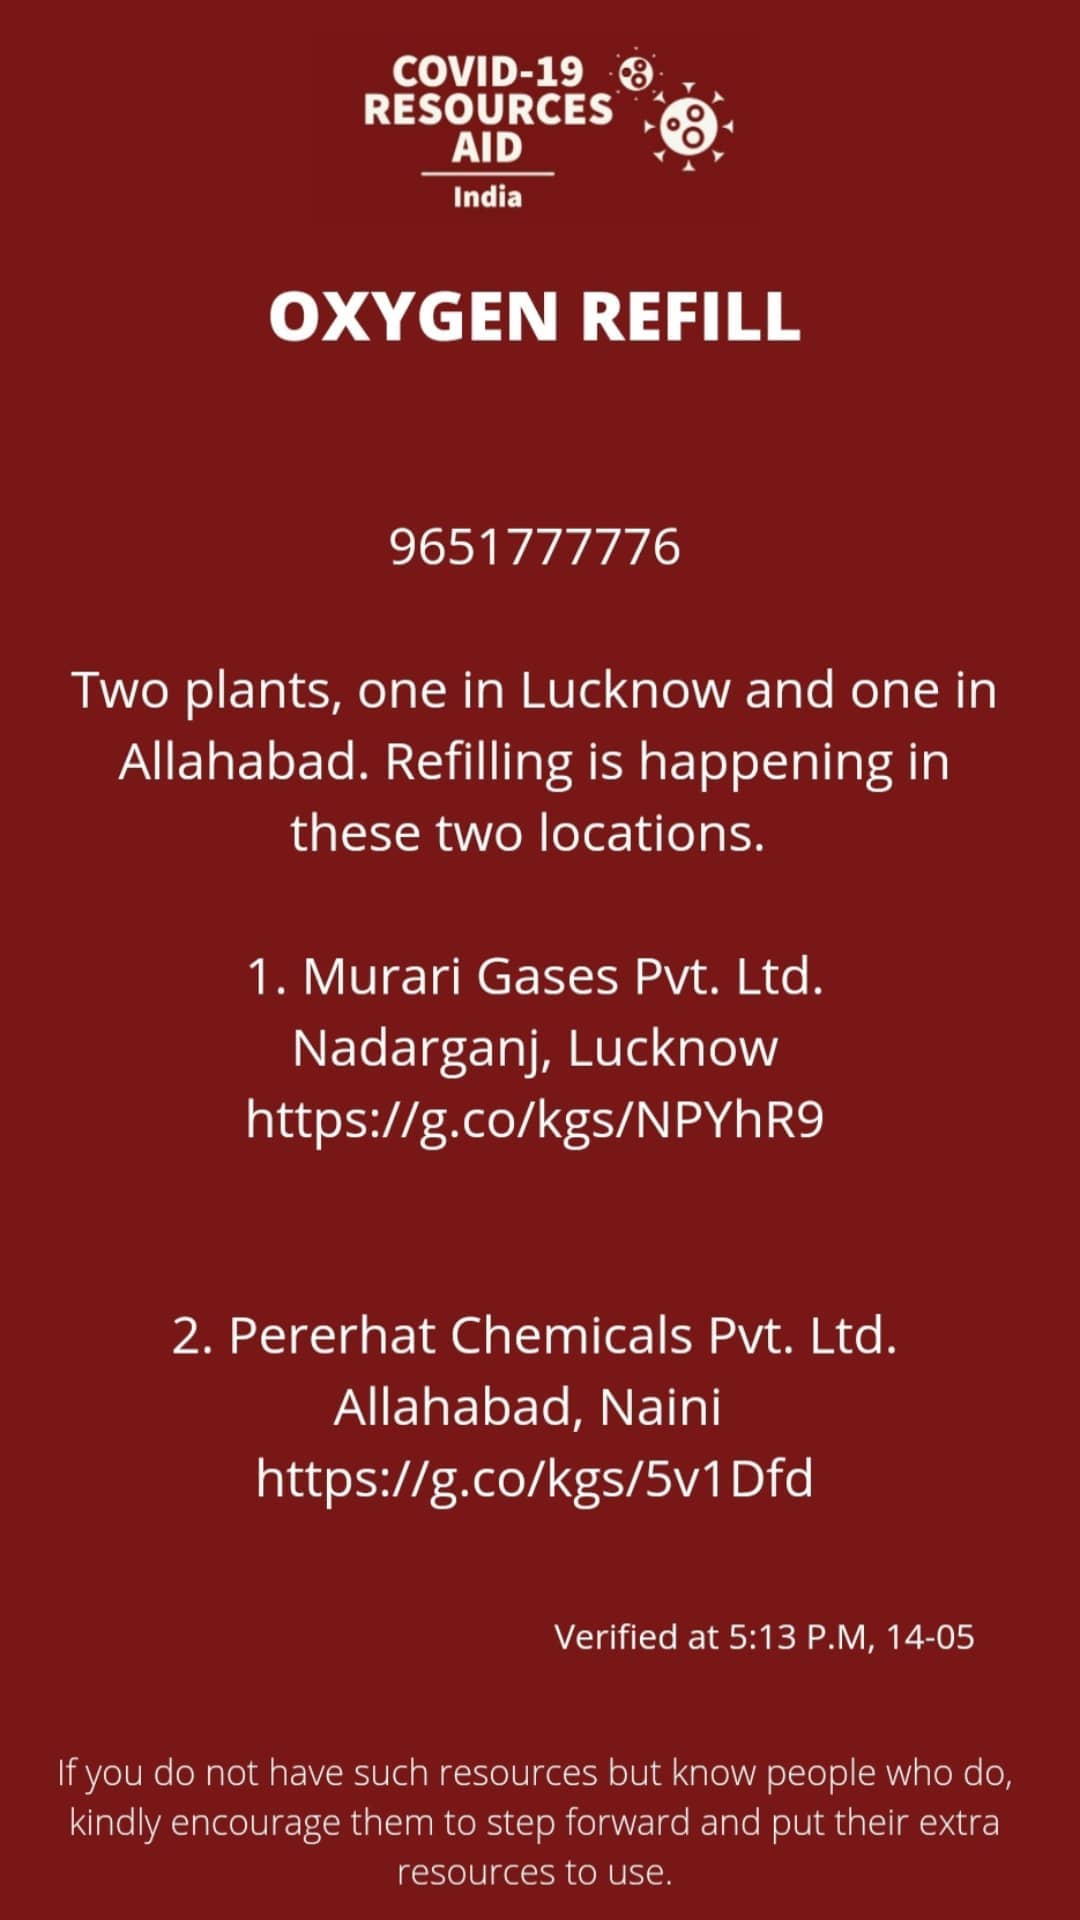 COVID-19
RESOURCES
AID
India
OXYGEN REFILL
9651777776
Two plants, one in Lucknow and one in
Allahabad. Refilling is happening in
these two locations.
1. Murari Gases Pvt. Ltd.
Nadarganj, Lucknow
https://g.co/kgs/NPYhR9
2. Pererhat Chemicals Pvt. Ltd.
Allahabad, Naini
https://g.co/kgs/5v1Dfd
Verified at 5:13 P.M, 14-05
If you do not have such resources but know people who do,
kindly encourage them to step forward and put their extra
resources to use.